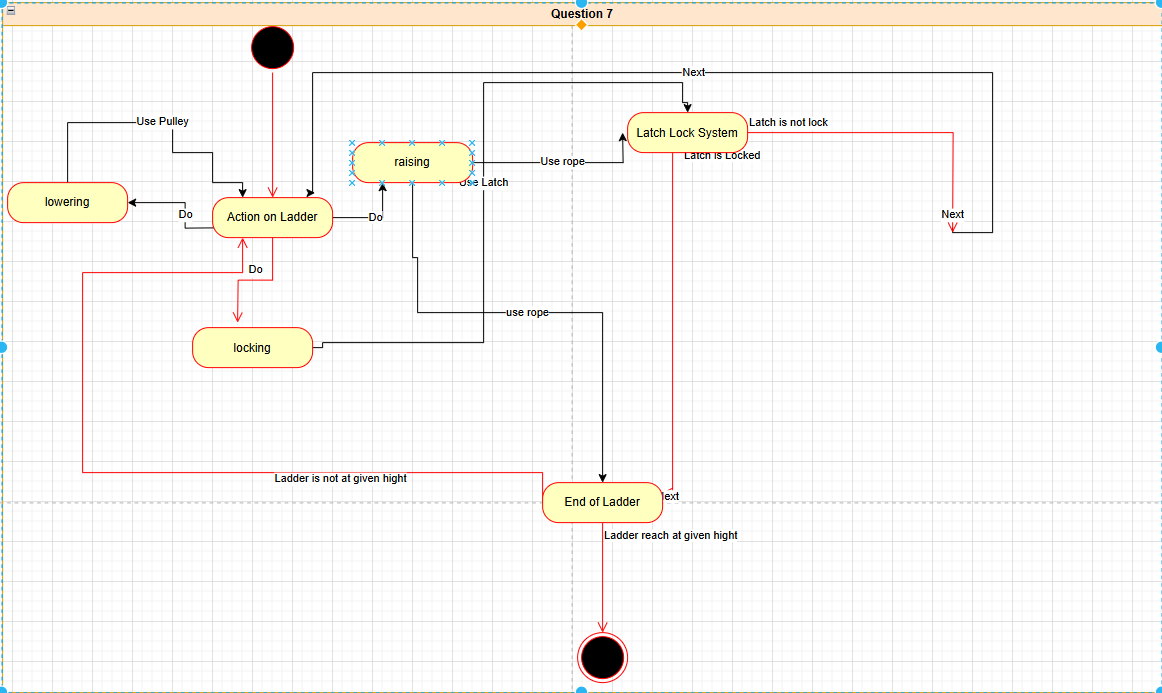 Question 7
Next
Use Pulley
Latch Lock System
Latch is not lock
Latch is Locked
raising
Use rope
Use Latch
lowering
Do
Action on Ladder
Do
Next
Do
use rope
locking
Ladder is not at given hight
End of Ladder
Ladder reach at given hight